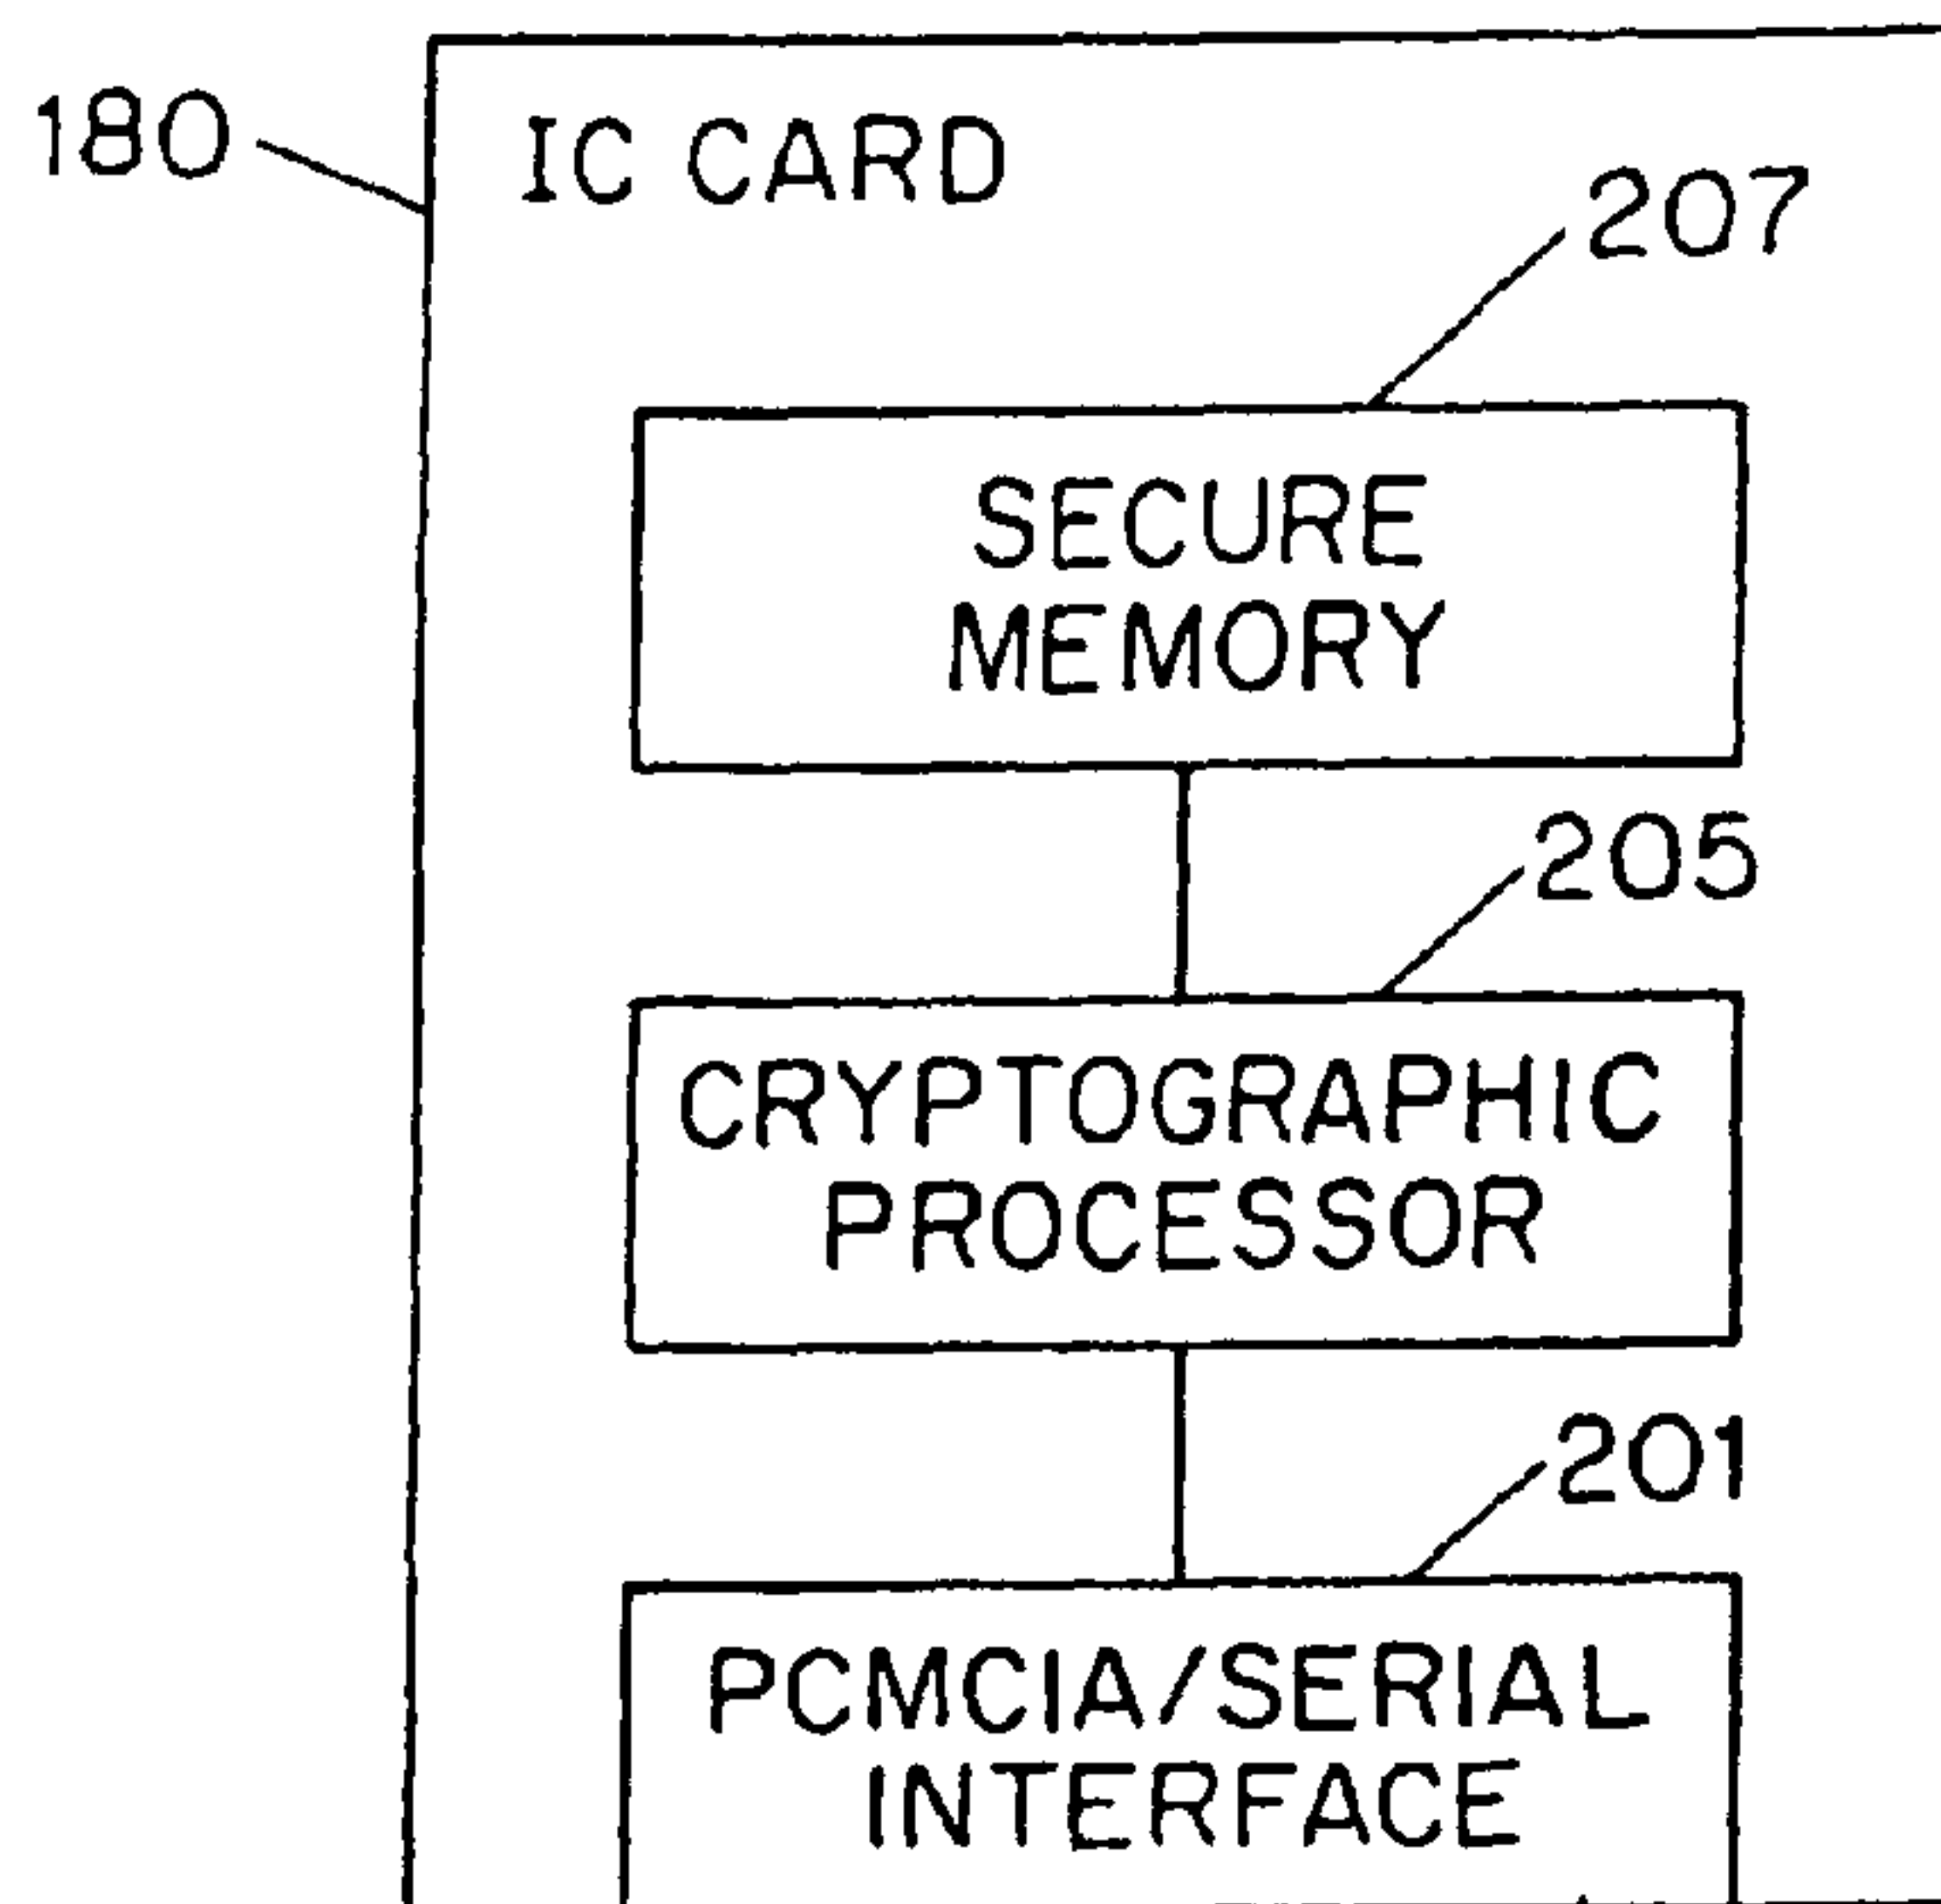 180
IC CARD
207
SECURE
MEMORY
205
CRYPTOGRAPHIC
PROCESSOR
201
PCMCIA/SERIAL
INTERFACE